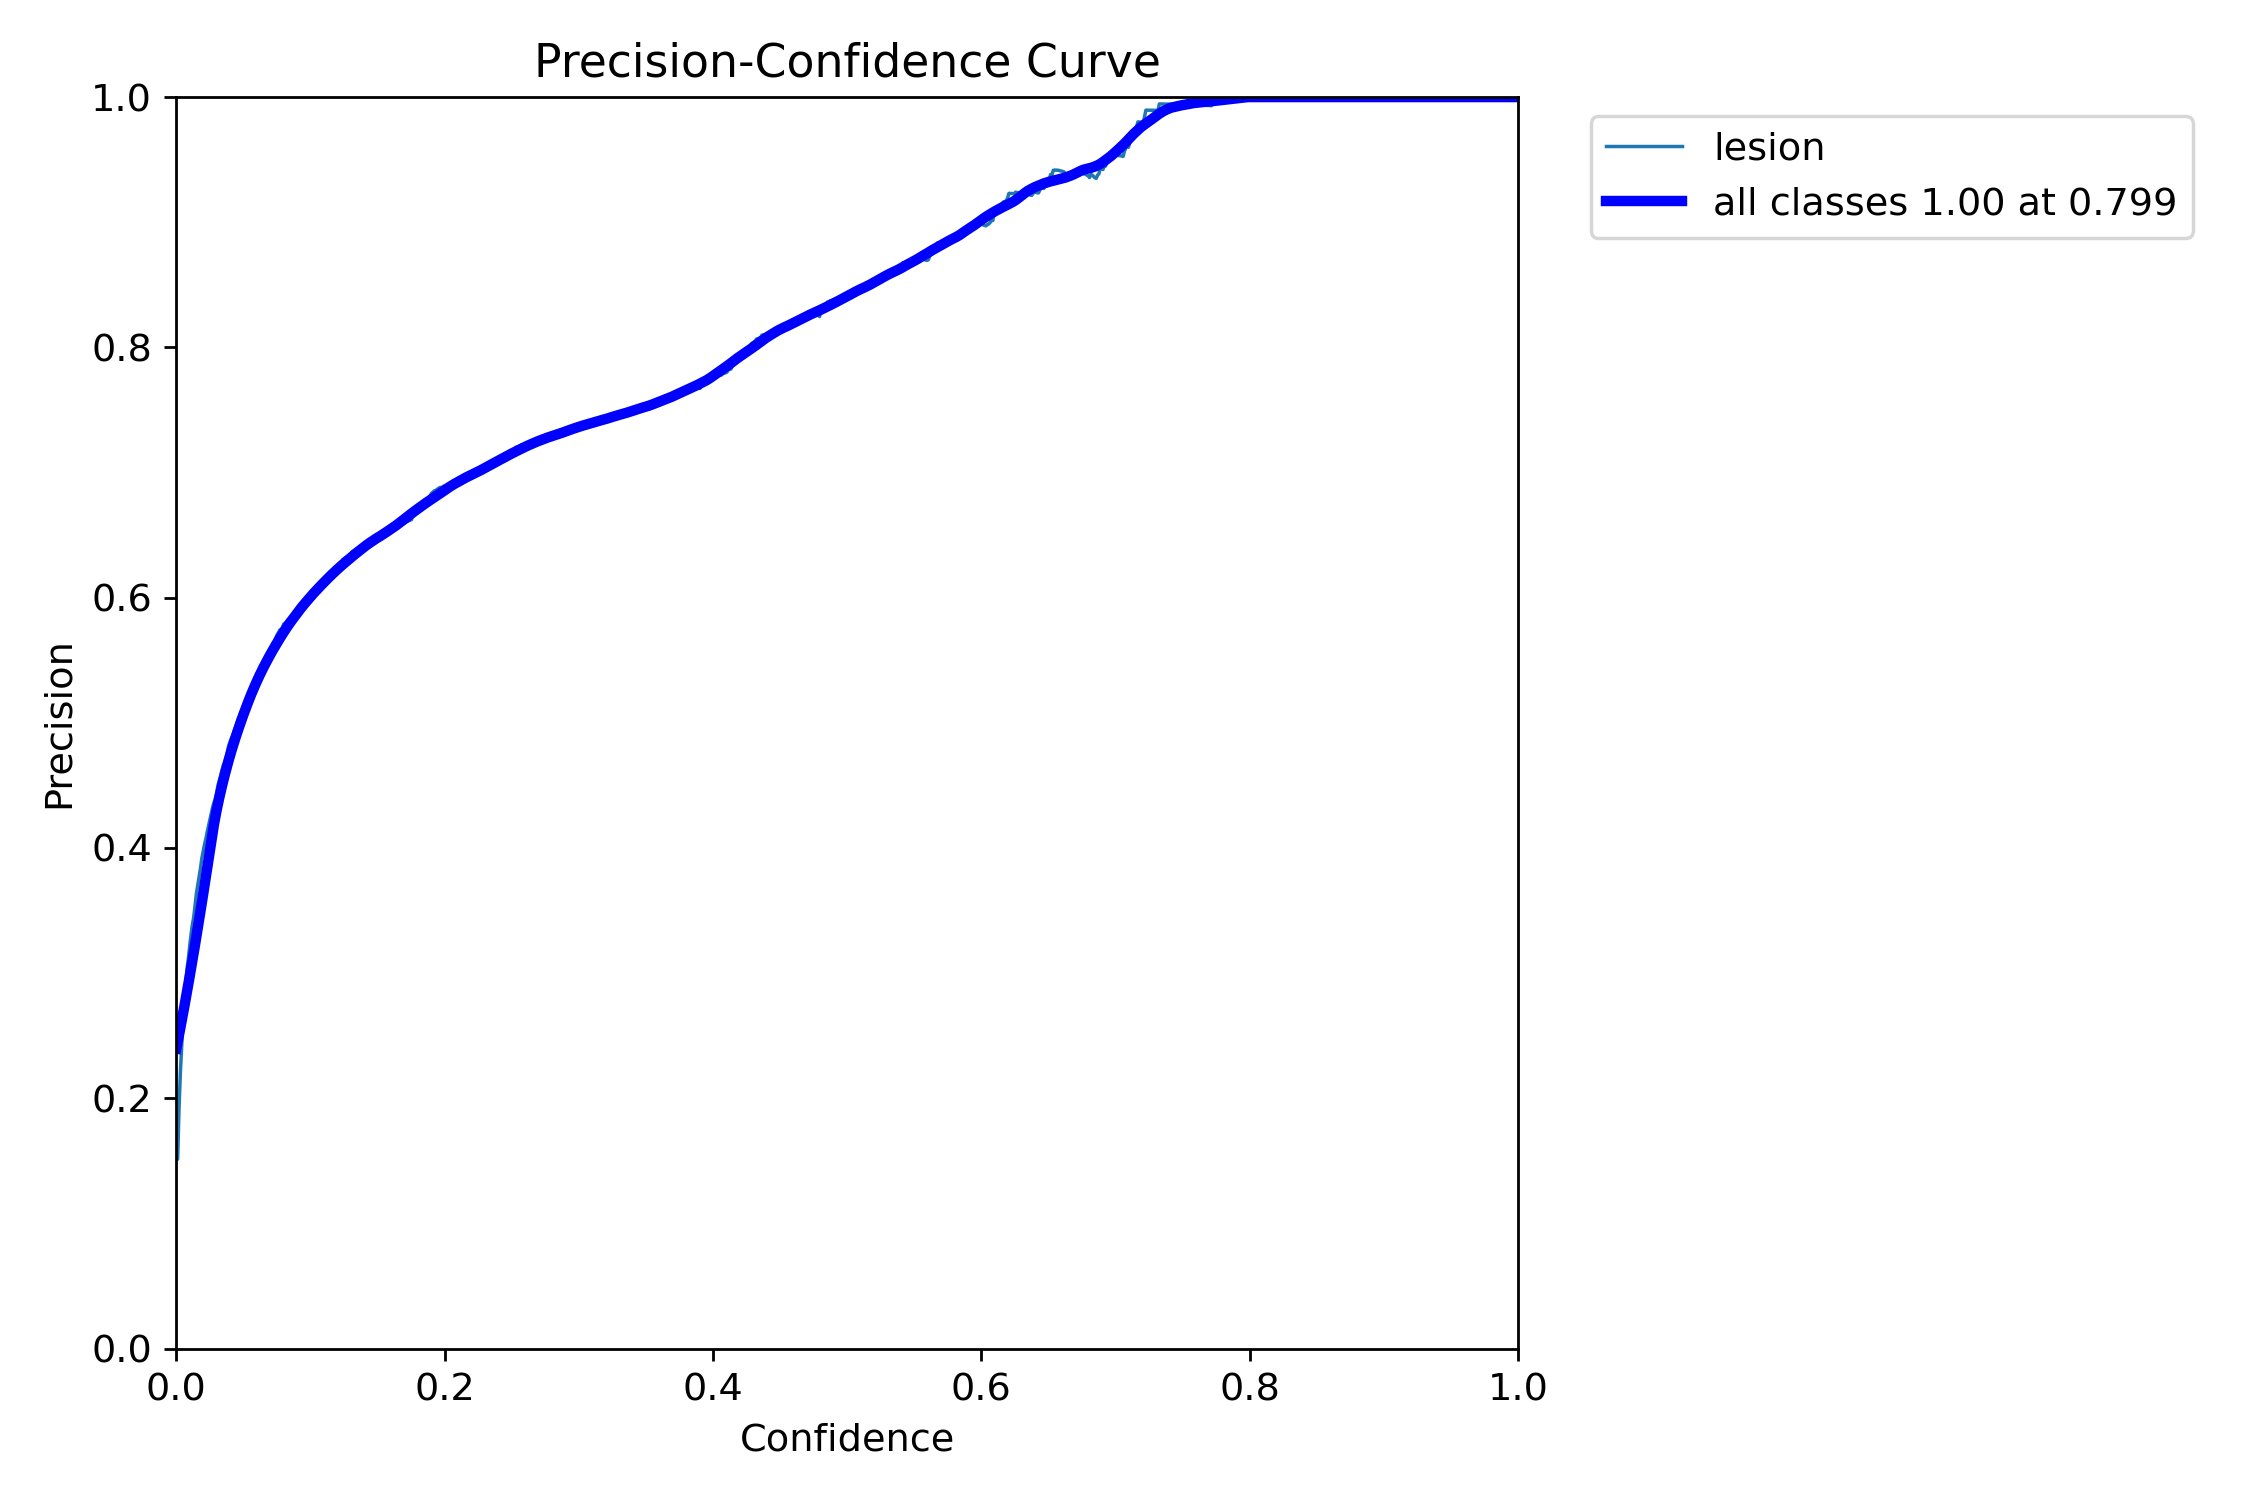 Precision-Confidence Curve
1.0
0.8
0.6
0.4
0.2
0.0
Precision
0.0 0.2 0.4 0.6 0.8 1.0
Confidence
lesion
all classes 1.00 at 0.799